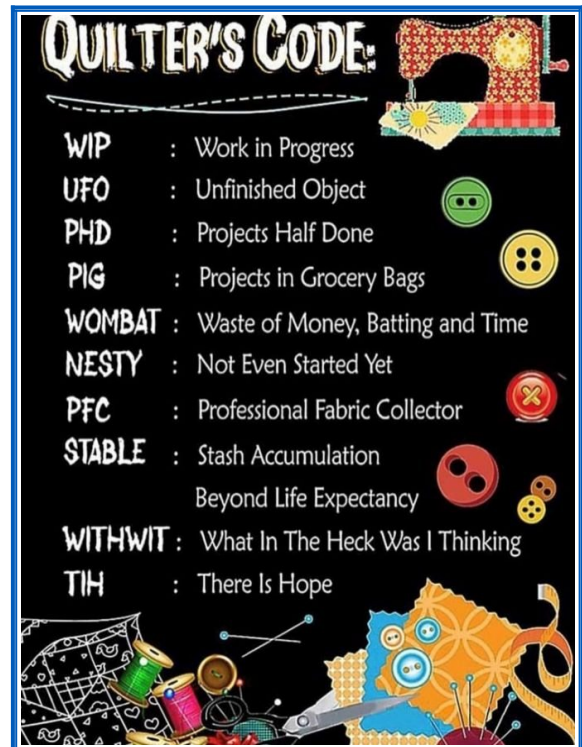 QUILTER'S CODE:
WIP : Work in Progress
UFO : Unfinished Object
PHD : Projects Half Done
PIG : Projects in Grocery Bags
WOMBAT : Waste of Money, Batting and Time
NESTY : Not Even Started Yet
PFC : Professional Fabric Collector
STABLE : Stash Accumulation
Beyond Life Expectancy
WITHWIT : What In The Heck Was I Thinking
TIH : There Is Hope